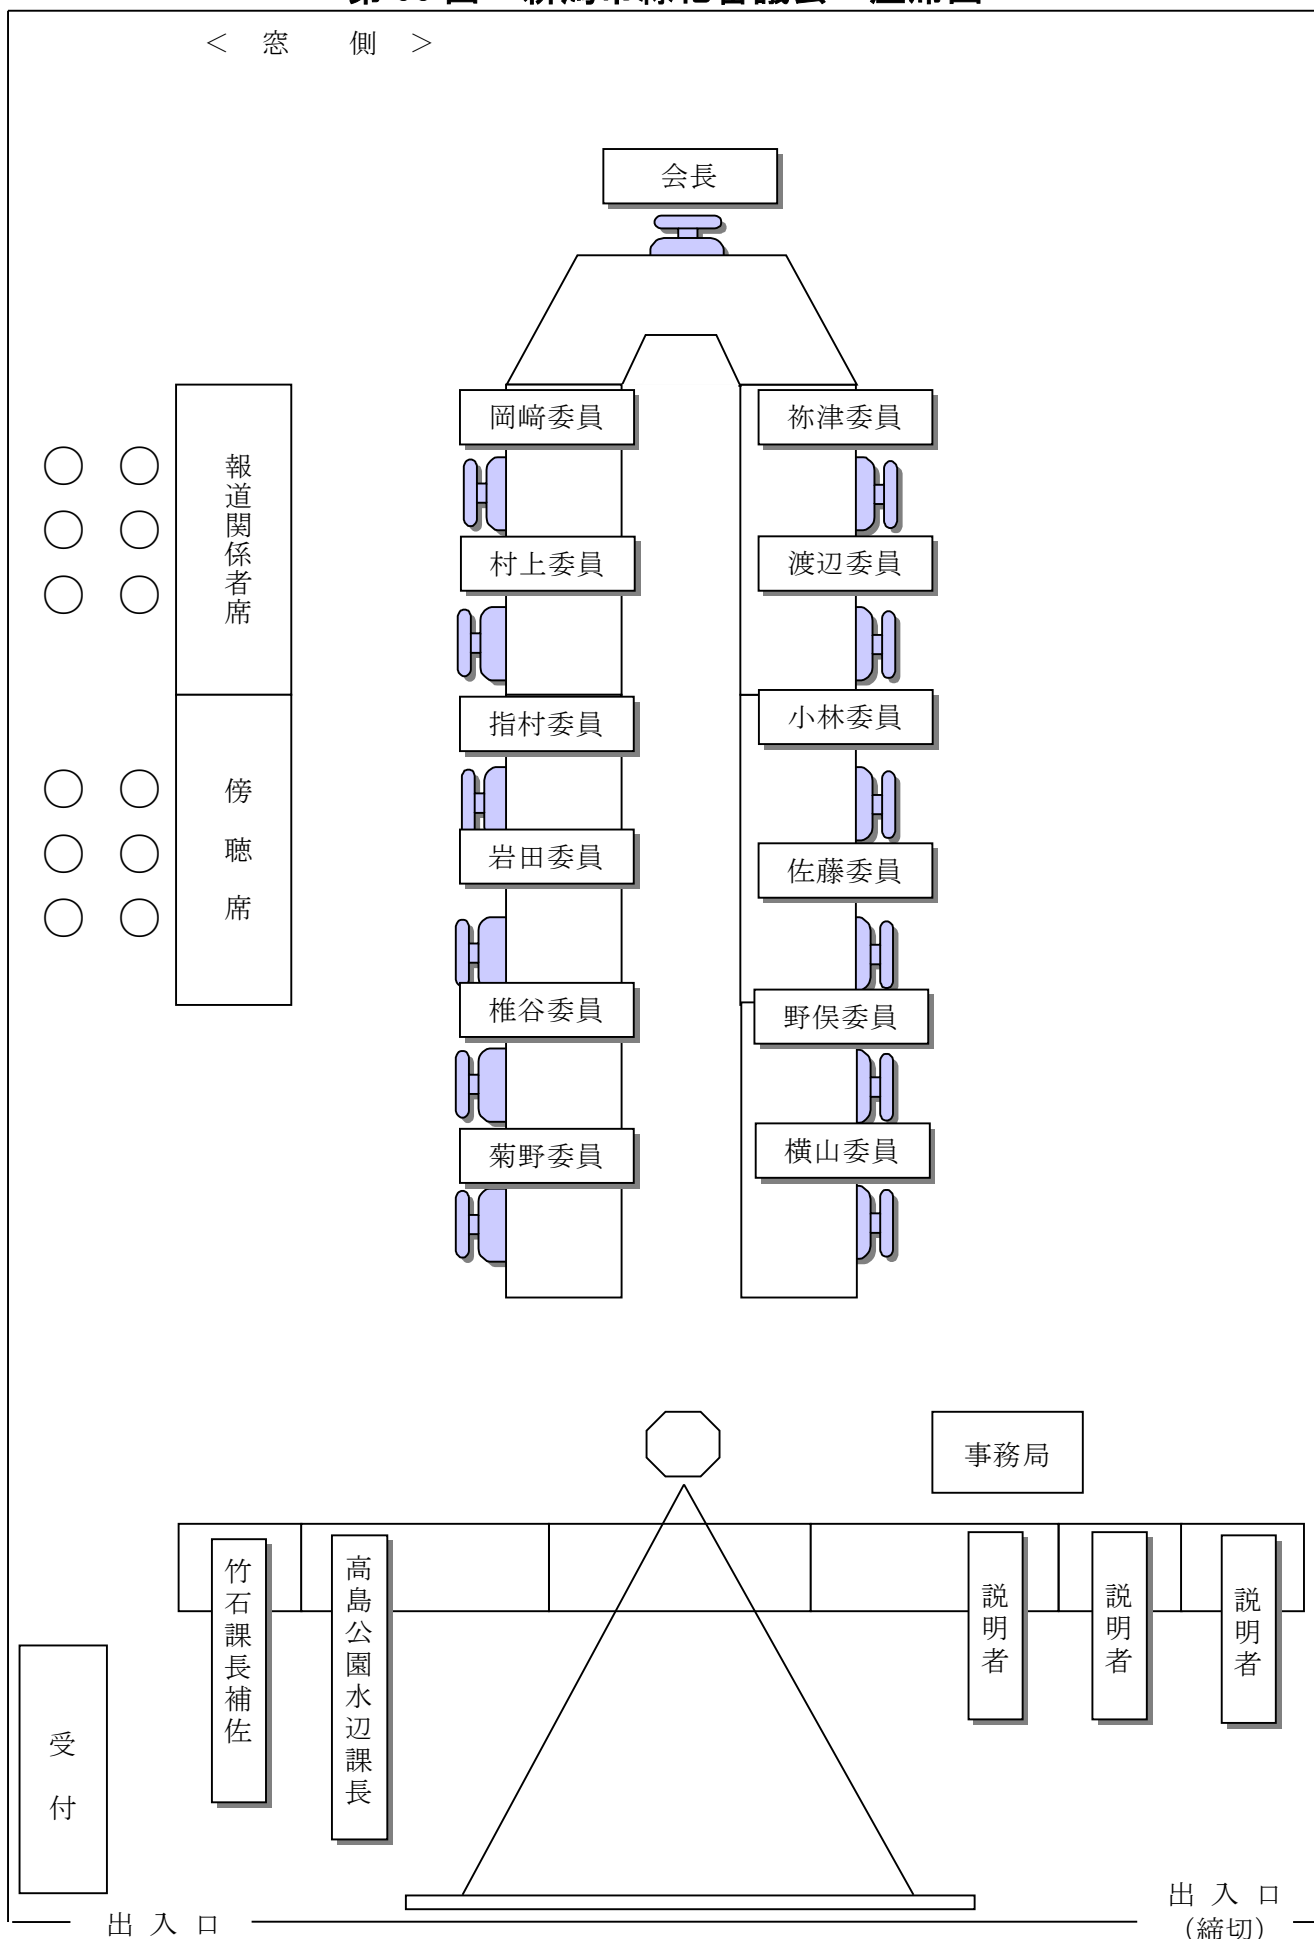 ＜ 窓 側 ＞
会長
岡﨑委員
祢津委員
村上委員
渡辺委員
指村委員
小林委員
岩田委員
佐藤委員
椎谷委員
野俣委員
菊野委員
横山委員
報道関係者席
傍聴席
事務局
竹石課長補佐
高島公園水辺課長
説明者
説明者
説明者
受付
出入口
出入口
（締切）